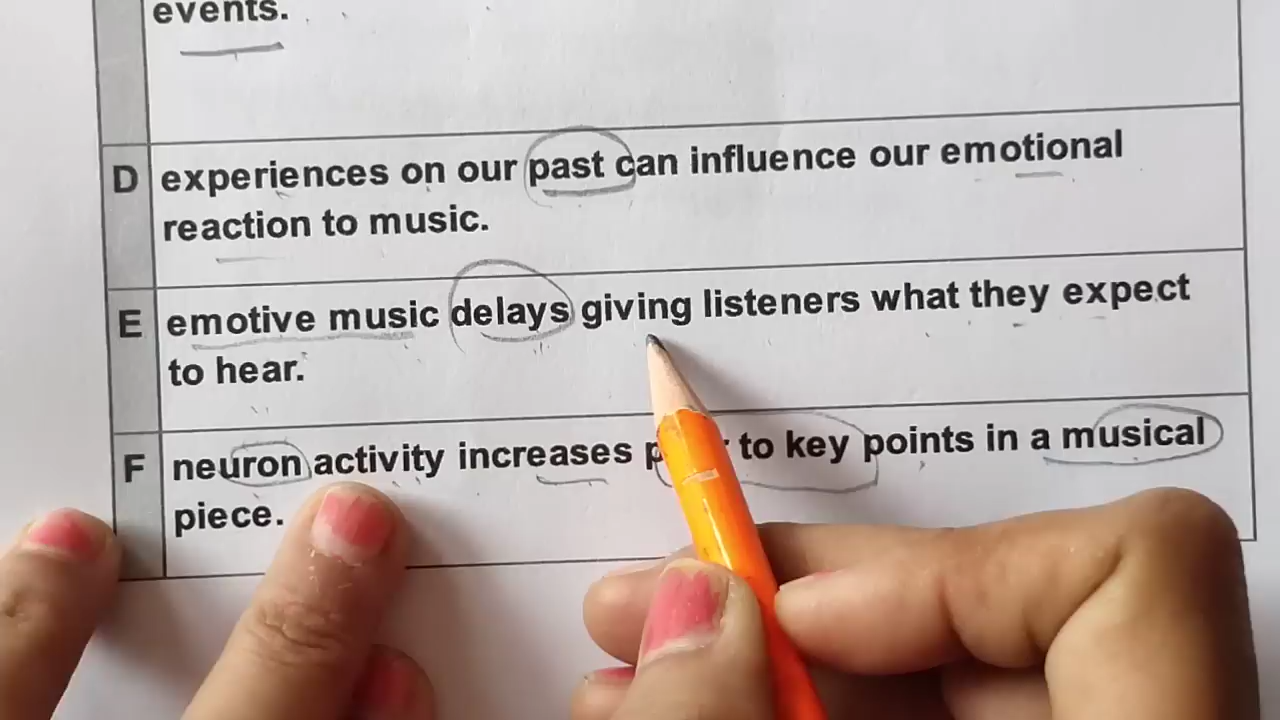 events.
D experiences on our past can influence our emotional
reaction to music.
E emotive music delays giving listeners what they expect
to hear.
F neuron activity increases to key points in a musical
piece.